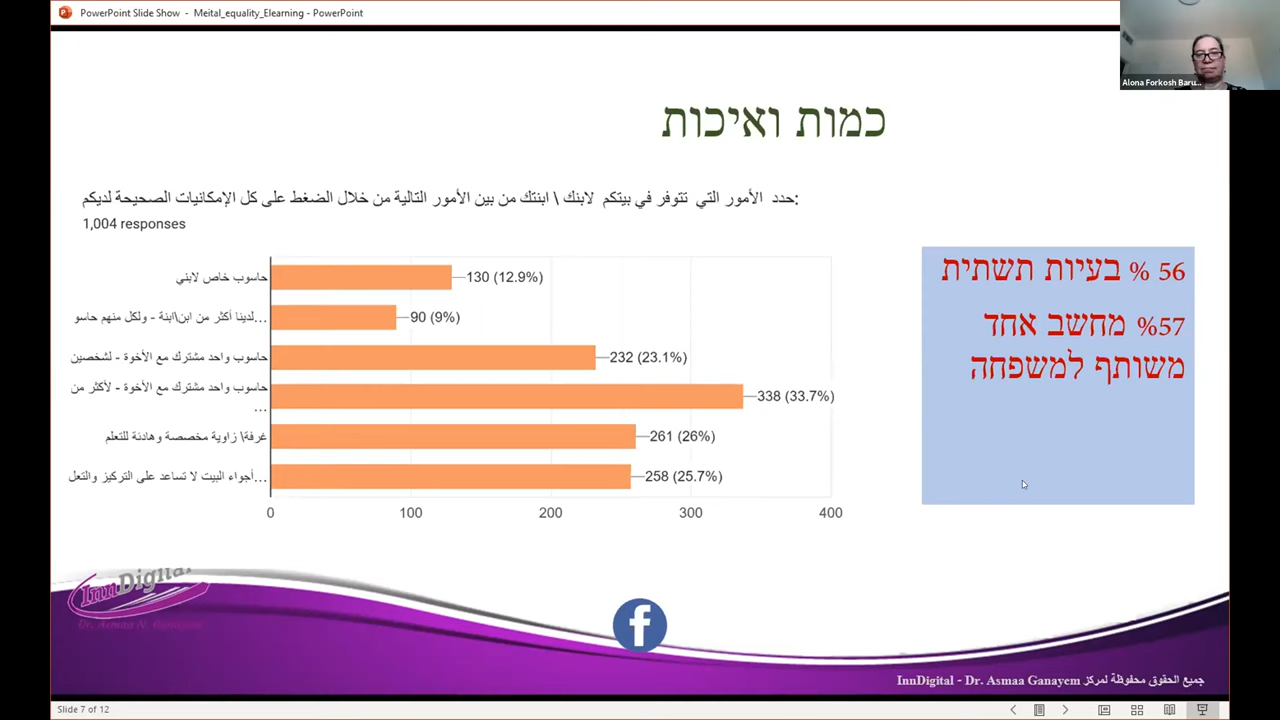 PowerPoint Slide Show - Meital_equality_Elearning - PowerPoint
Alona Forkosh Baru...
כמות ואיכות
حدد الأمور التي تتوفر في بيتكم لابنك \ ابنتك من بين الأمور التالية من خلال الضغط على كل الإمكانيات الصحيحة لديكم:
1,004 responses
حاسوب خاص لابني
130 (12.9%)
لدينا أكثر من ابن\ابنة - ولكل منهم حاسو...
90 (9%)
حاسوب واحد مشترك مع الأخوة - لشخصين
232 (23.1%)
حاسوب واحد مشترك مع الأخوة - لأكثر من
...
338 (33.7%)
غرفة\ زاوية مخصصة وهادئة للتعلم
261 (26%)
أجواء البيت لا تساعد على التركيز والتعل...
258 (25.7%)
0 100 200 300 400
56 % בעיות תשתית
57% מחשב אחד
משותף למשפחה
InnDigital
Dr. Asmaa N. Ganayem
f
جميع الحقوق محفوظة لمركز InnDigital - Dr. Asmaa Ganayem
Slide 7 of 12